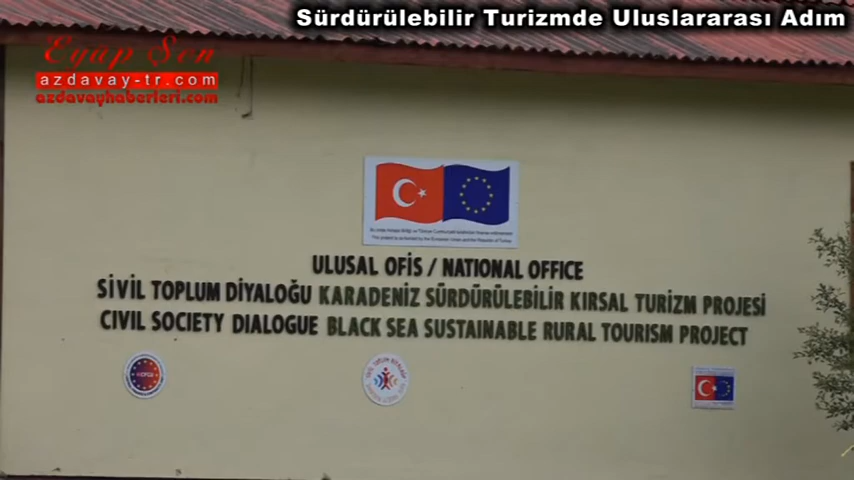 Sürdürülebilir Turizmde Uluslararası Adım
Eyüp Şen
azdavay-tr.com
azdavayhaberleri.com
ULUSAL OFİS / NATIONAL OFFICE
SİVİL TOPLUM DİYALOĞU KARADENİZ SÜRDÜRÜLEBİLİR KIRSAL TURİZM PROJESİ
CIVIL SOCIETY DIALOGUE BLACK SEA SUSTAINABLE RURAL TOURISM PROJECT